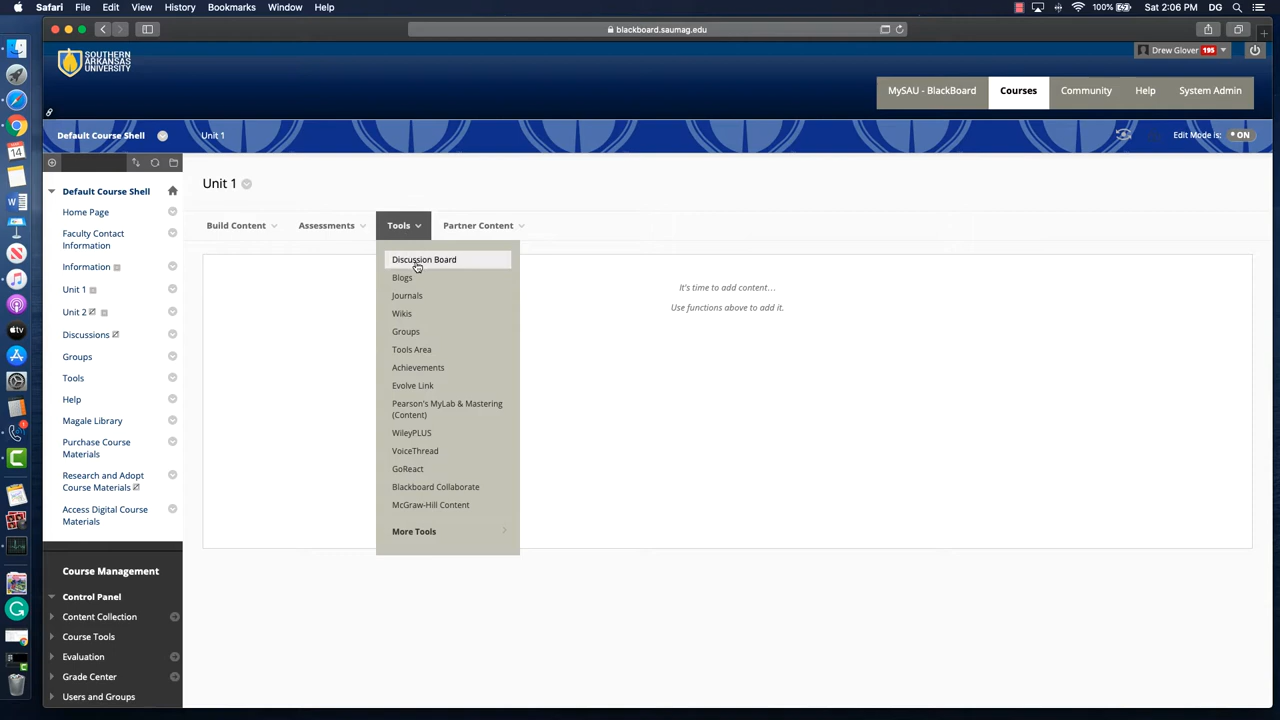 Safari File Edit View History Bookmarks Window Help
100% Sat 2:06 PM DG
blackboard.saumag.edu
SOUTHERN
ARKANSAS
UNIVERSITY
Drew Glover 195
MySAU - BlackBoard Courses Community Help System Admin
Default Course Shell Unit 1 Edit Mode is: ON
Default Course Shell
Home Page
Faculty Contact
Information
Information
Unit 1
Unit 2
Discussions
Groups
Tools
Help
Magale Library
Purchase Course
Materials
Research and Adopt
Course Materials
Access Digital Course
Materials
Course Management
Control Panel
Content Collection
Course Tools
Evaluation
Grade Center
Users and Groups
Unit 1
Build Content Assessments Tools Partner Content
Discussion Board
Blogs
Journals
Wikis
Groups
Tools Area
Achievements
Evolve Link
Pearson's MyLab & Mastering
(Content)
WileyPLUS
VoiceThread
GoReact
Blackboard Collaborate
McGraw-Hill Content
More Tools
It's time to add content...
Use functions above to add it.